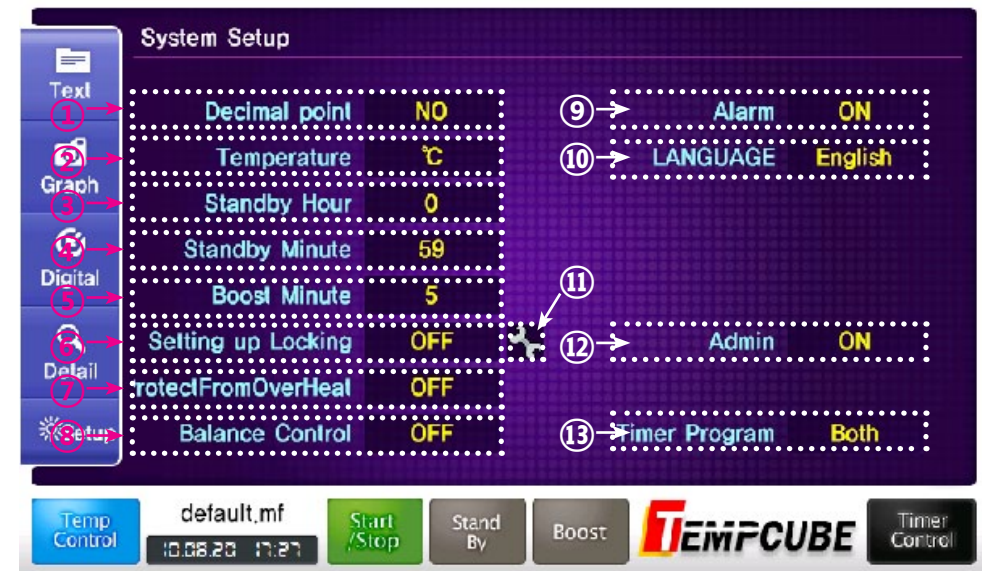 System Setup
Text
Graph
Digital
Detail
Setup
① Decimal point NO
② Temperature ℃
③ Standby Hour 0
④ Standby Minute 59
⑤ Boost Minute 5
⑥ Setting up Locking OFF
⑦ rotectFromOverHeat OFF
⑧ Balance Control OFF
⑨ Alarm ON
⑩ LANGUAGE English
⑪
⑫ Admin ON
⑬ Timer Program Both
Temp
Control
default.mf
10.08.20 17:27
Start
/Stop
Stand
By
Boost
TEMPCUBE
Timer
Control